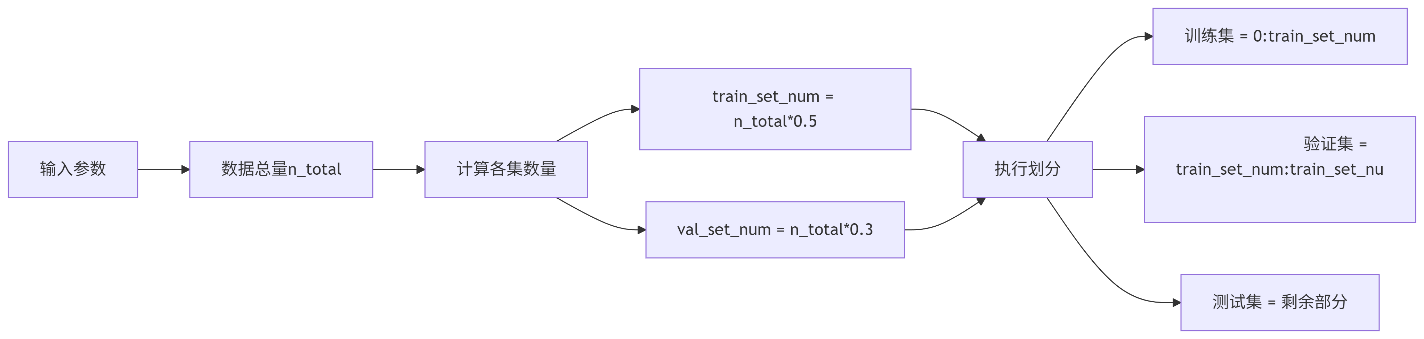 输入参数
数据总量n_total
计算各集数量
train_set_num =
n_total*0.5
val_set_num = n_total*0.3
执行划分
训练集 = 0:train_set_num
验证集 =
train_set_num:train_set_nu
测试集 = 剩余部分